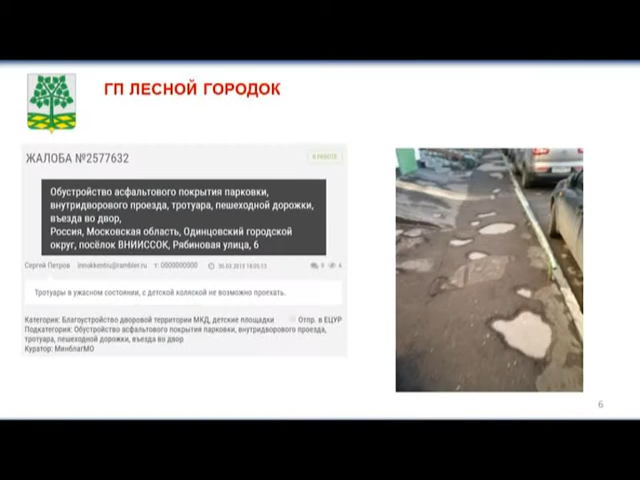 ГП ЛЕСНОЙ ГОРОДОК
ЖАЛОБА №2577632
В РАБОТЕ
Обустройство асфальтового покрытия парковки,
внутридворового проезда, тротуара, пешеходной дорожки,
въезда во двор,
Россия, Московская область, Одинцовский городской
округ, посёлок ВНИИССОК, Рябиновая улица, 6
Сергей Петров
Тротуары в ужасном состоянии, с детской коляской не возможно проехать.
Категория: Благоустройство дворовой территории МКД, детские площадки Отпр. в ЕЦУР
Подкатегория: Обустройство асфальтового покрытия парковки, внутридворового проезда,
тротуара, пешеходной дорожки, въезда во двор
Куратор: МинблагМО
6